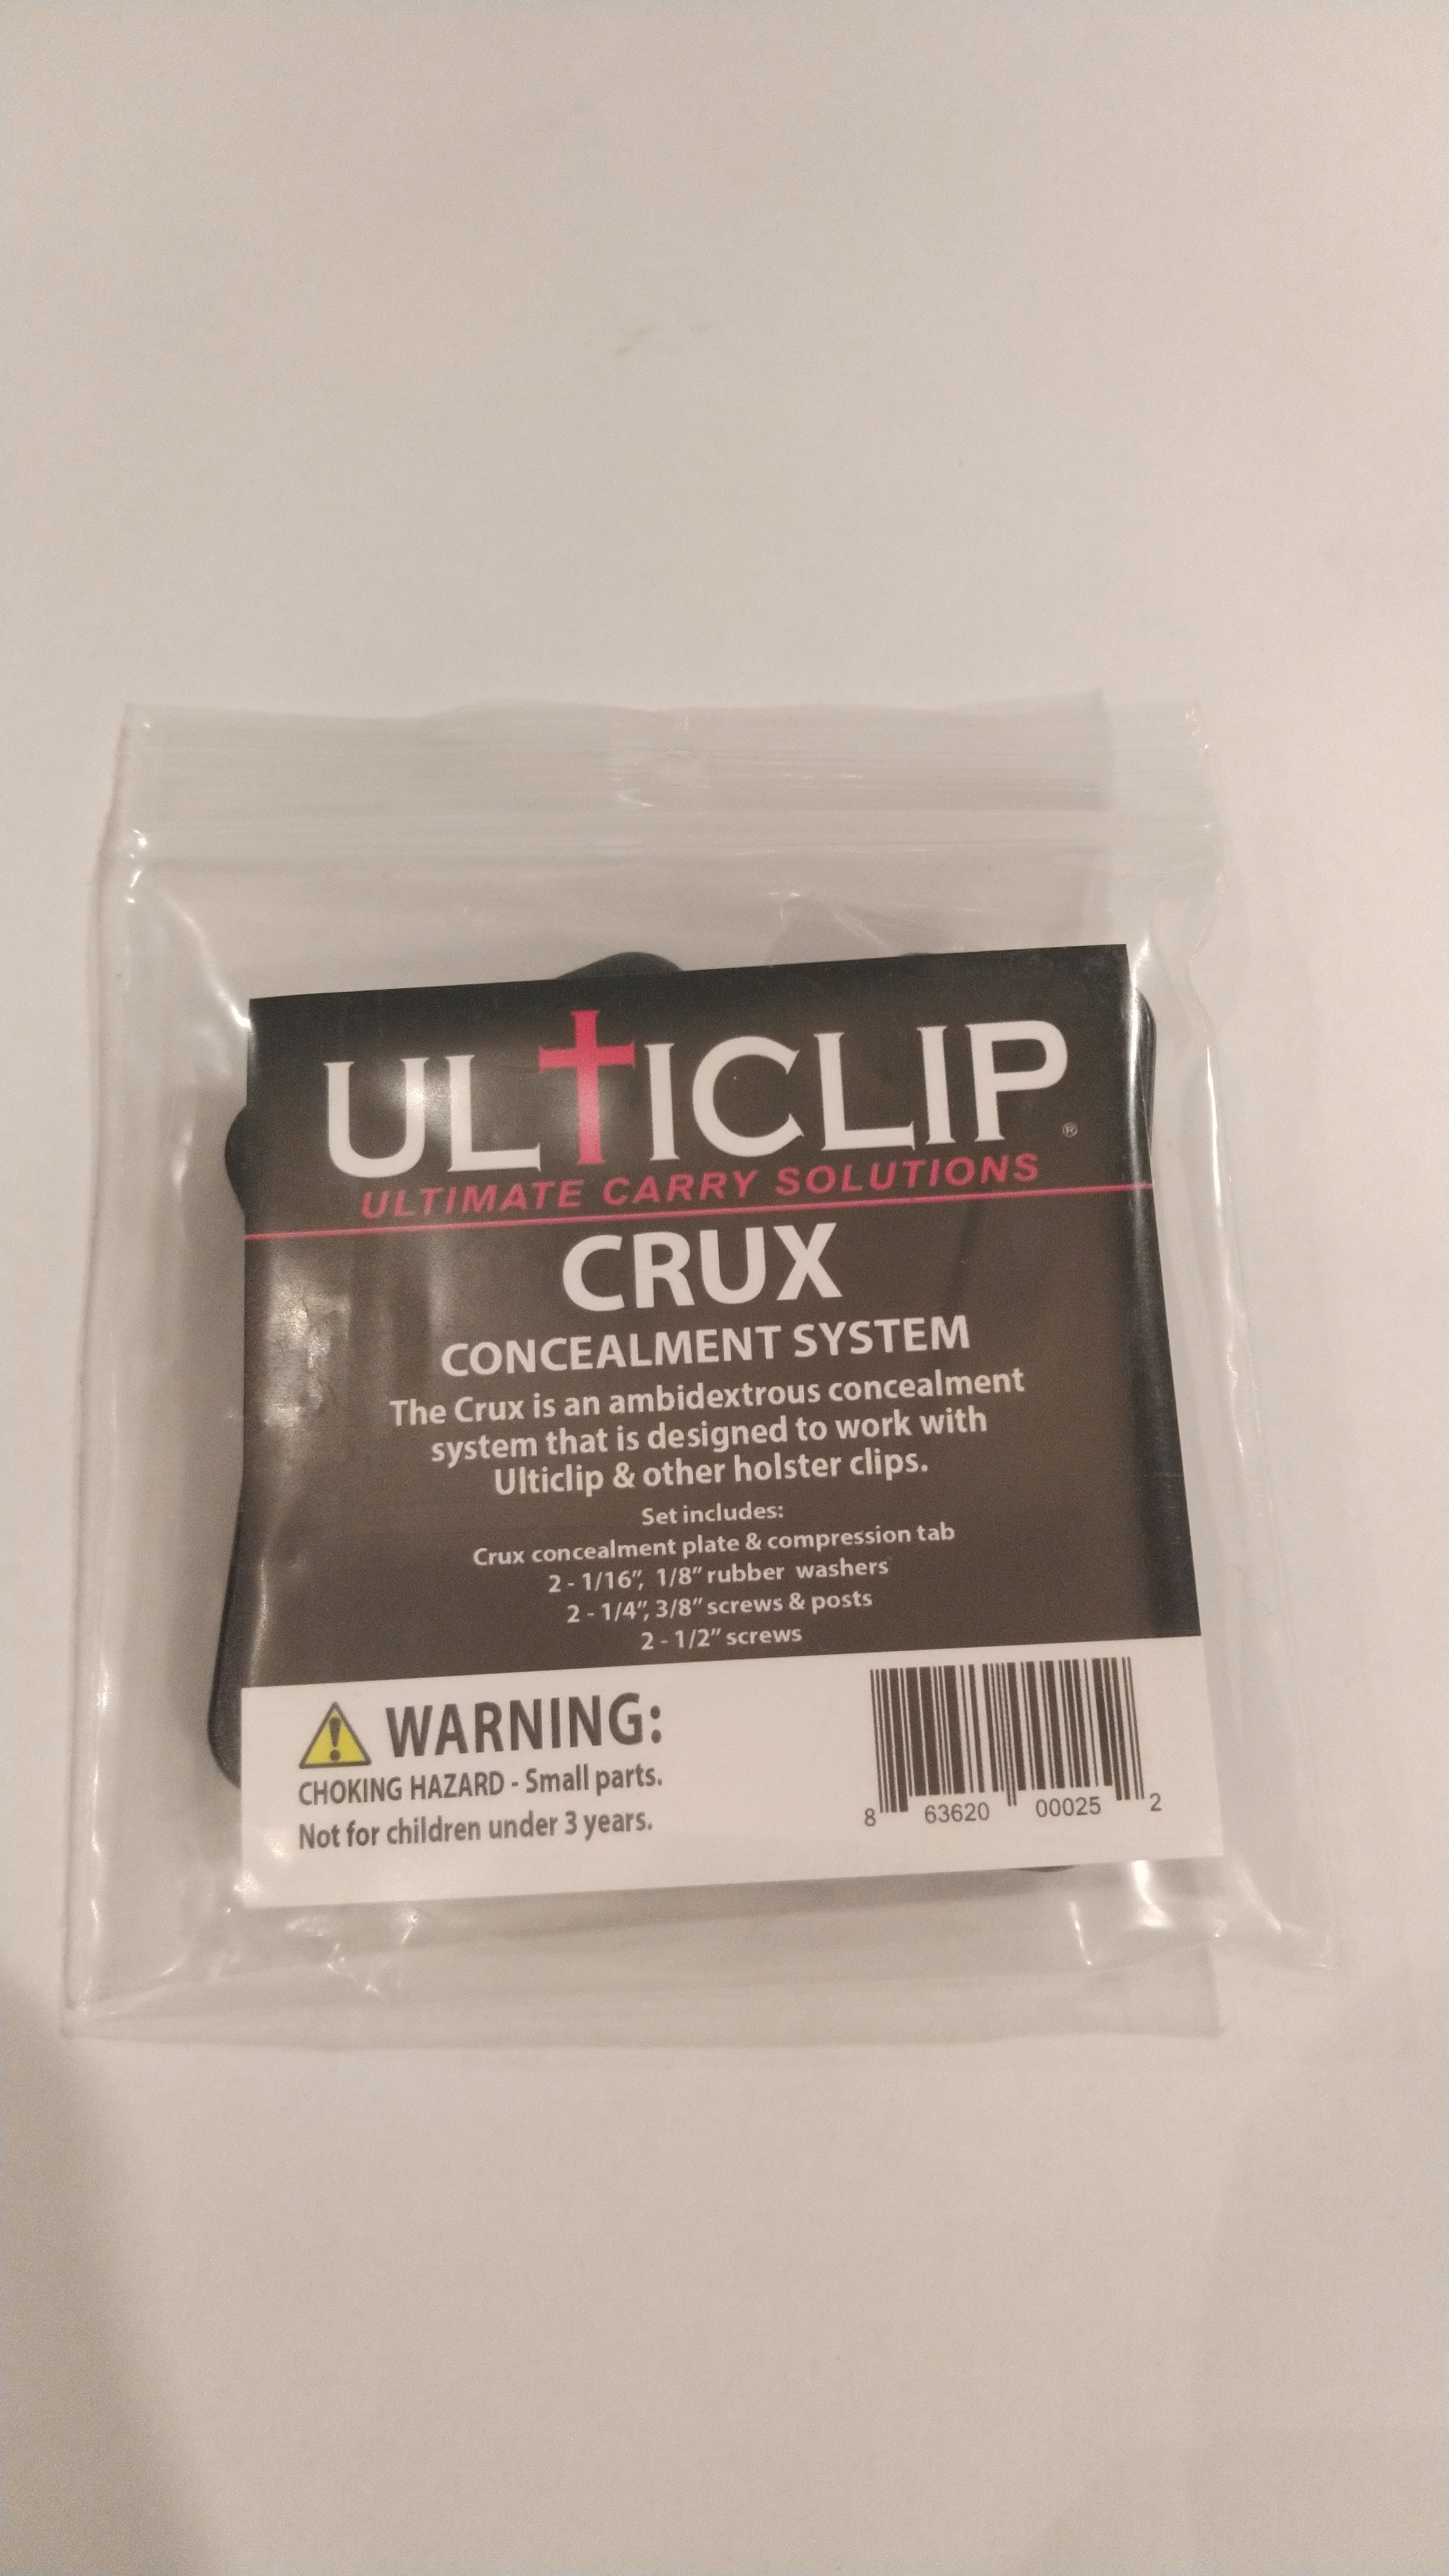 ULTICLIP®
ULTIMATE CARRY SOLUTIONS
CRUX
CONCEALMENT SYSTEM
The Crux is an ambidextrous concealment
system that is designed to work with
Ulticlip & other holster clips.
Set includes:
Crux concealment plate & compression tab
2 - 1/16”, 1/8” rubber washers
2 - 1/4”, 3/8” screws & posts
2 - 1/2” screws
WARNING:
CHOKING HAZARD - Small parts.
Not for children under 3 years.
8 63620 00025 2